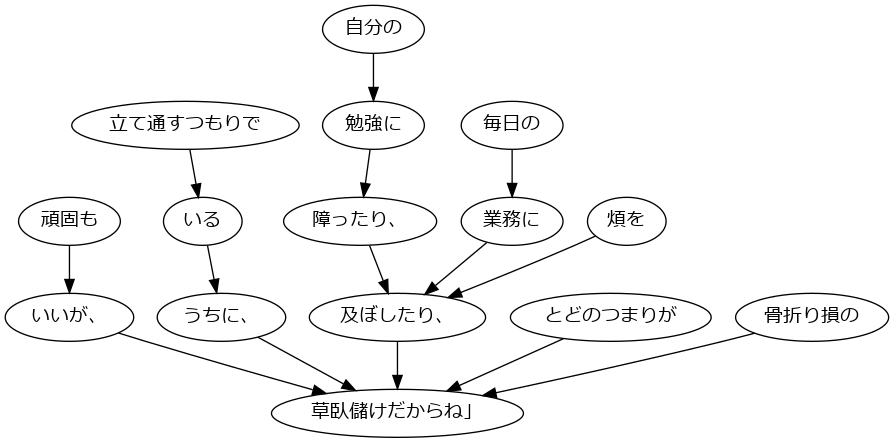 自分の
立て通すつもりで
勉強に
毎日の
頑固も
いる
障ったり、
業務に
煩を
いいが、
うちに、
及ぼしたり、
とどのつまりが
骨折り損の
草臥儲けだからね」